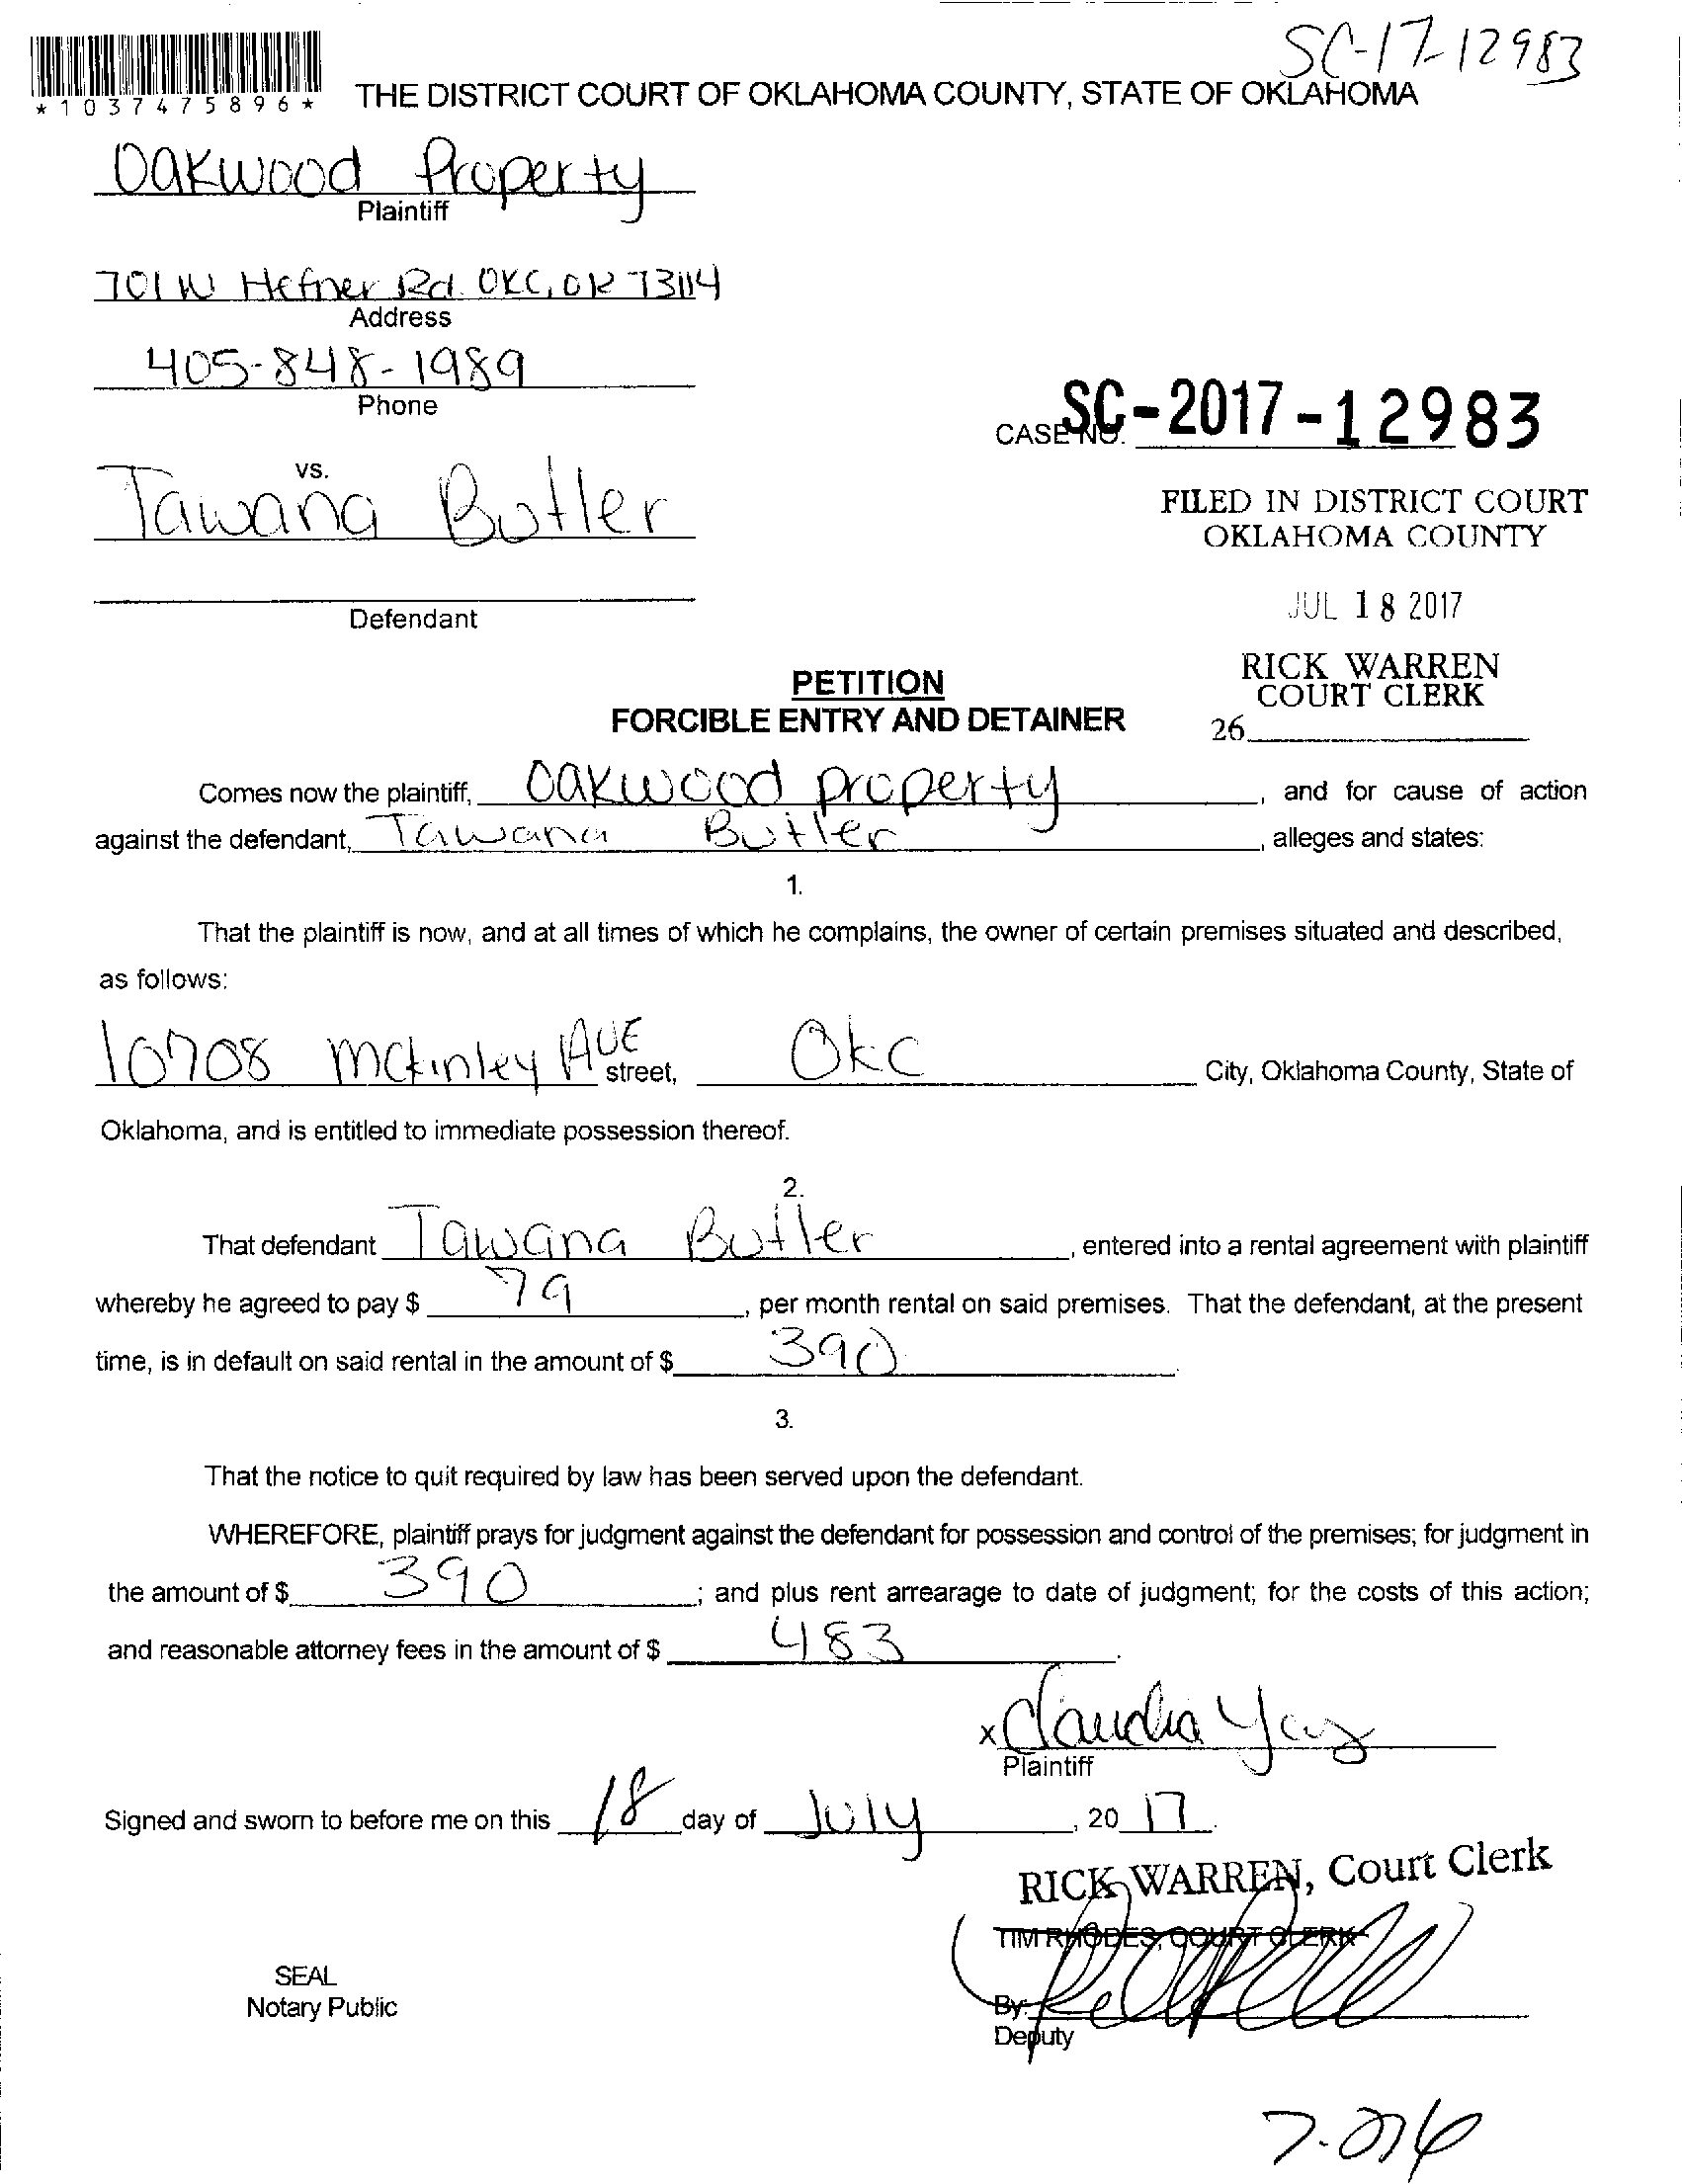 SC-17-12983
*1037475896*
THE DISTRICT COURT OF OKLAHOMA COUNTY, STATE OF OKLAHOMA
Oakwood Property
Plaintiff
701 W Hefner Rd. OKC, OK 73114
Address
405-848-1989
Phone
CASE NO. SC-2017-12983
vs.
Tawana Butler
FILED IN DISTRICT COURT
OKLAHOMA COUNTY
Defendant
JUL 18 2017
RICK WARREN
COURT CLERK
26
PETITION
FORCIBLE ENTRY AND DETAINER
Comes now the plaintiff, Oakwood property, and for cause of action
against the defendant, Tawana Butler, alleges and states:
1.
That the plaintiff is now, and at all times of which he complains, the owner of certain premises situated and described,
as follows:
10708 Mckinley AVE street, OKC City, Oklahoma County, State of
Oklahoma, and is entitled to immediate possession thereof.
2.
That defendant Tawana Butler, entered into a rental agreement with plaintiff
whereby he agreed to pay $ 79, per month rental on said premises. That the defendant, at the present
time, is in default on said rental in the amount of $ 390.
3.
That the notice to quit required by law has been served upon the defendant.
WHEREFORE, plaintiff prays for judgment against the defendant for possession and control of the premises; for judgment in
the amount of $ 390; and plus rent arrearage to date of judgment; for the costs of this action;
and reasonable attorney fees in the amount of $ 483.
x Claudia
Plaintiff
Signed and sworn to before me on this 18 day of July, 20 17.
RICK WARREN, Court Clerk
TIM RHODES, COURT CLERK
SEAL
Notary Public
By:
Deputy